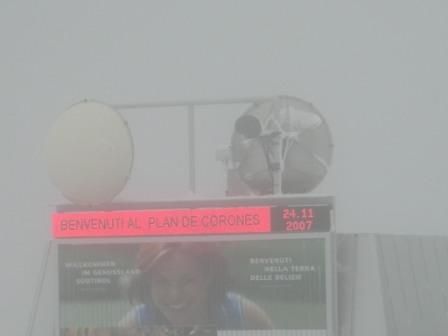 BENVENUTI AL PLAN DE CORONES
24.11
2007
WILLKOMMEN
IM GENUSSLAND
SÜDTIROL
BENVENUTI
NELLA TERRA
DELLE DELIZIE